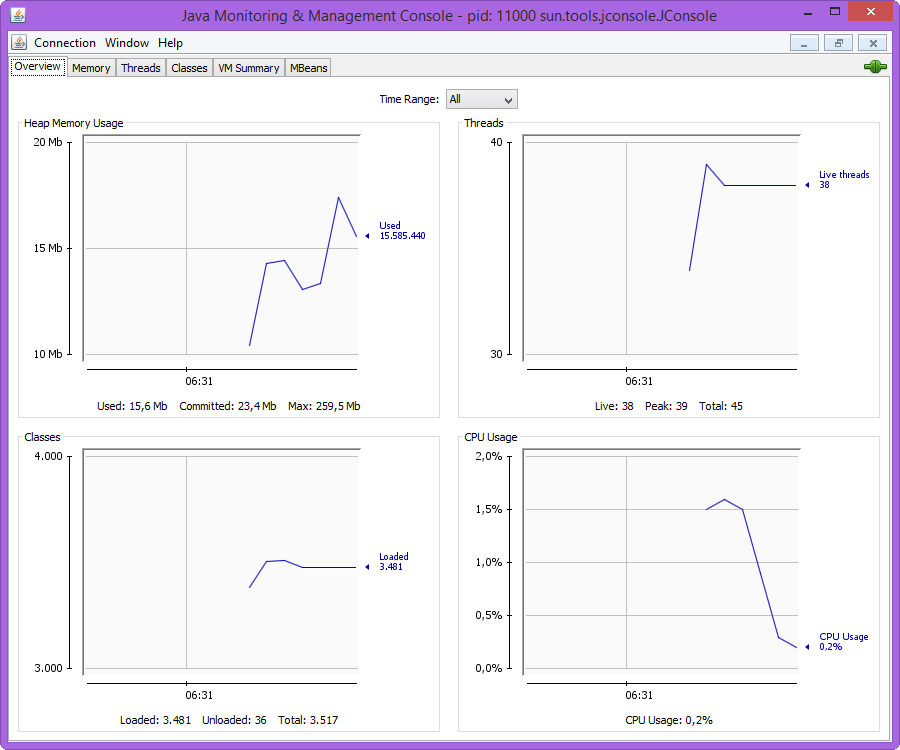 Java Monitoring & Management Console - pid: 11000 sun.tools.jconsole.JConsole
Connection Window Help
Overview Memory Threads Classes VM Summary MBeans
Time Range: All
Heap Memory Usage
20 Mb
15 Mb
10 Mb
Used
15.585.440
06:31
Used: 15,6 Mb Committed: 23,4 Mb Max: 259,5 Mb
Threads
40
30
Live threads
38
06:31
Live: 38 Peak: 39 Total: 45
Classes
4.000
3.000
Loaded
3.481
06:31
Loaded: 3.481 Unloaded: 36 Total: 3.517
CPU Usage
2,0%
1,5%
1,0%
0,5%
0,0%
CPU Usage
0,2%
06:31
CPU Usage: 0,2%